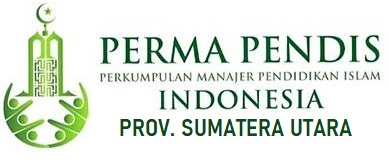 PERMA PENDIS
PERKUMPULAN MANAJER PENDIDIKAN ISLAM
INDONESIA
PROV. SUMATERA UTARA